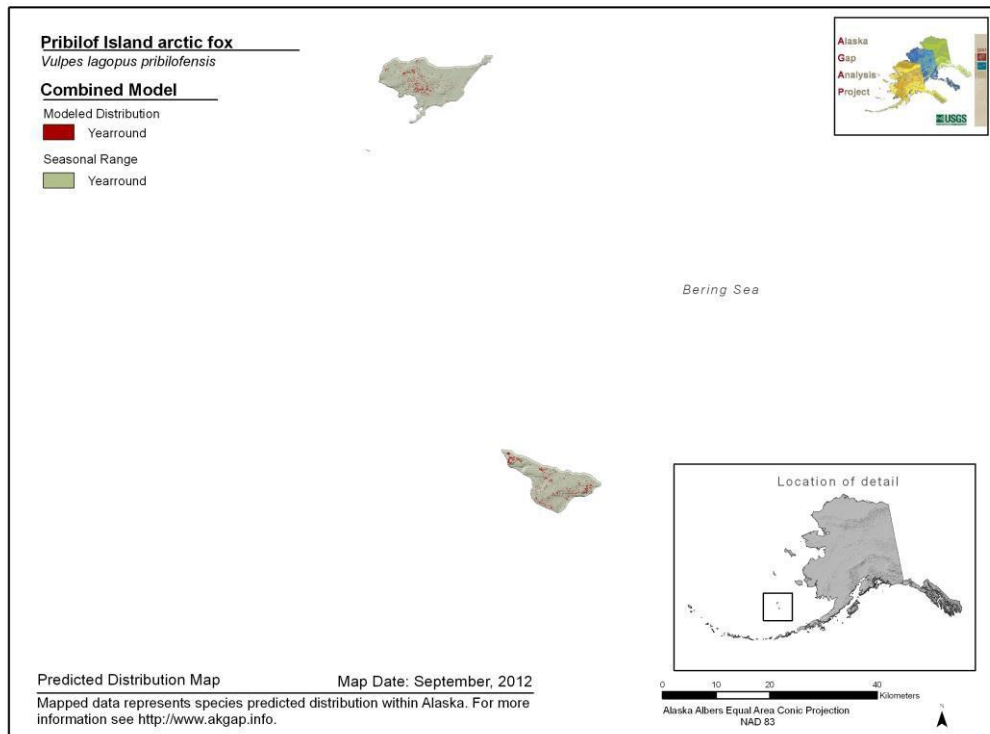 Pribilof Island arctic fox
Vulpes lagopus pribilofensis
Combined Model
Modeled Distribution
Yearround
Seasonal Range
Yearround
Alaska
Gap
Analysis
Project
USGS
Bering Sea
Location of detail
Predicted Distribution Map Map Date: September, 2012
Mapped data represents species predicted distribution within Alaska. For more
information see http://www.akgap.info.
0 10 20 40
Kilometers
Alaska Albers Equal Area Conic Projection
NAD 83
N